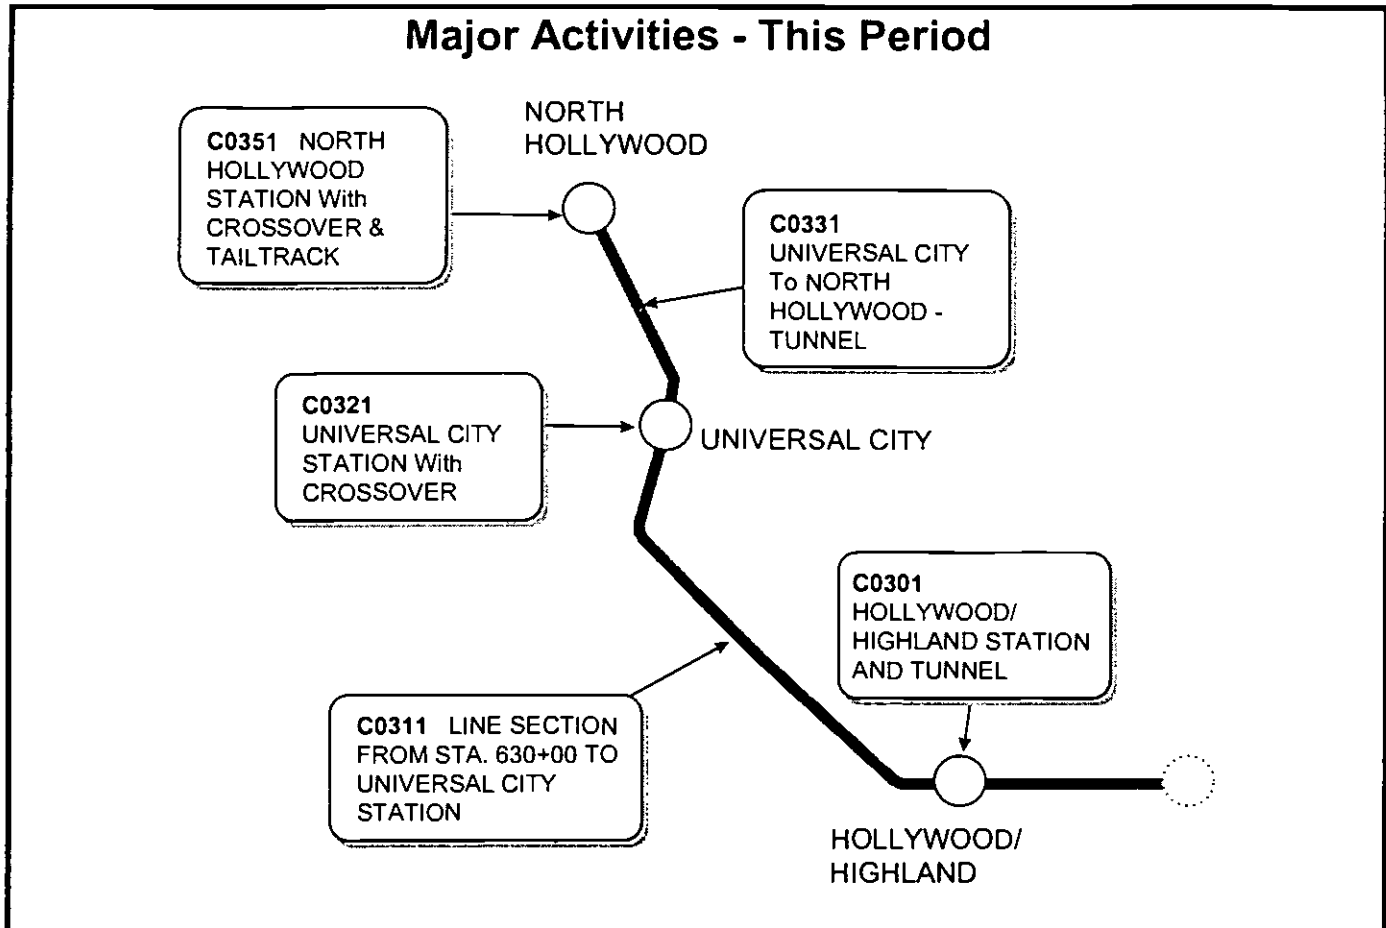 Major Activities - This Period
NORTH
HOLLYWOOD
C0351 NORTH
HOLLYWOOD
STATION With
CROSSOVER &
TAILTRACK
C0331
UNIVERSAL CITY
To NORTH
HOLLYWOOD -
TUNNEL
C0321
UNIVERSAL CITY
STATION With
CROSSOVER
UNIVERSAL CITY
C0301
HOLLYWOOD/
HIGHLAND STATION
AND TUNNEL
C0311 LINE SECTION
FROM STA. 630+00 TO
UNIVERSAL CITY
STATION
HOLLYWOOD/
HIGHLAND